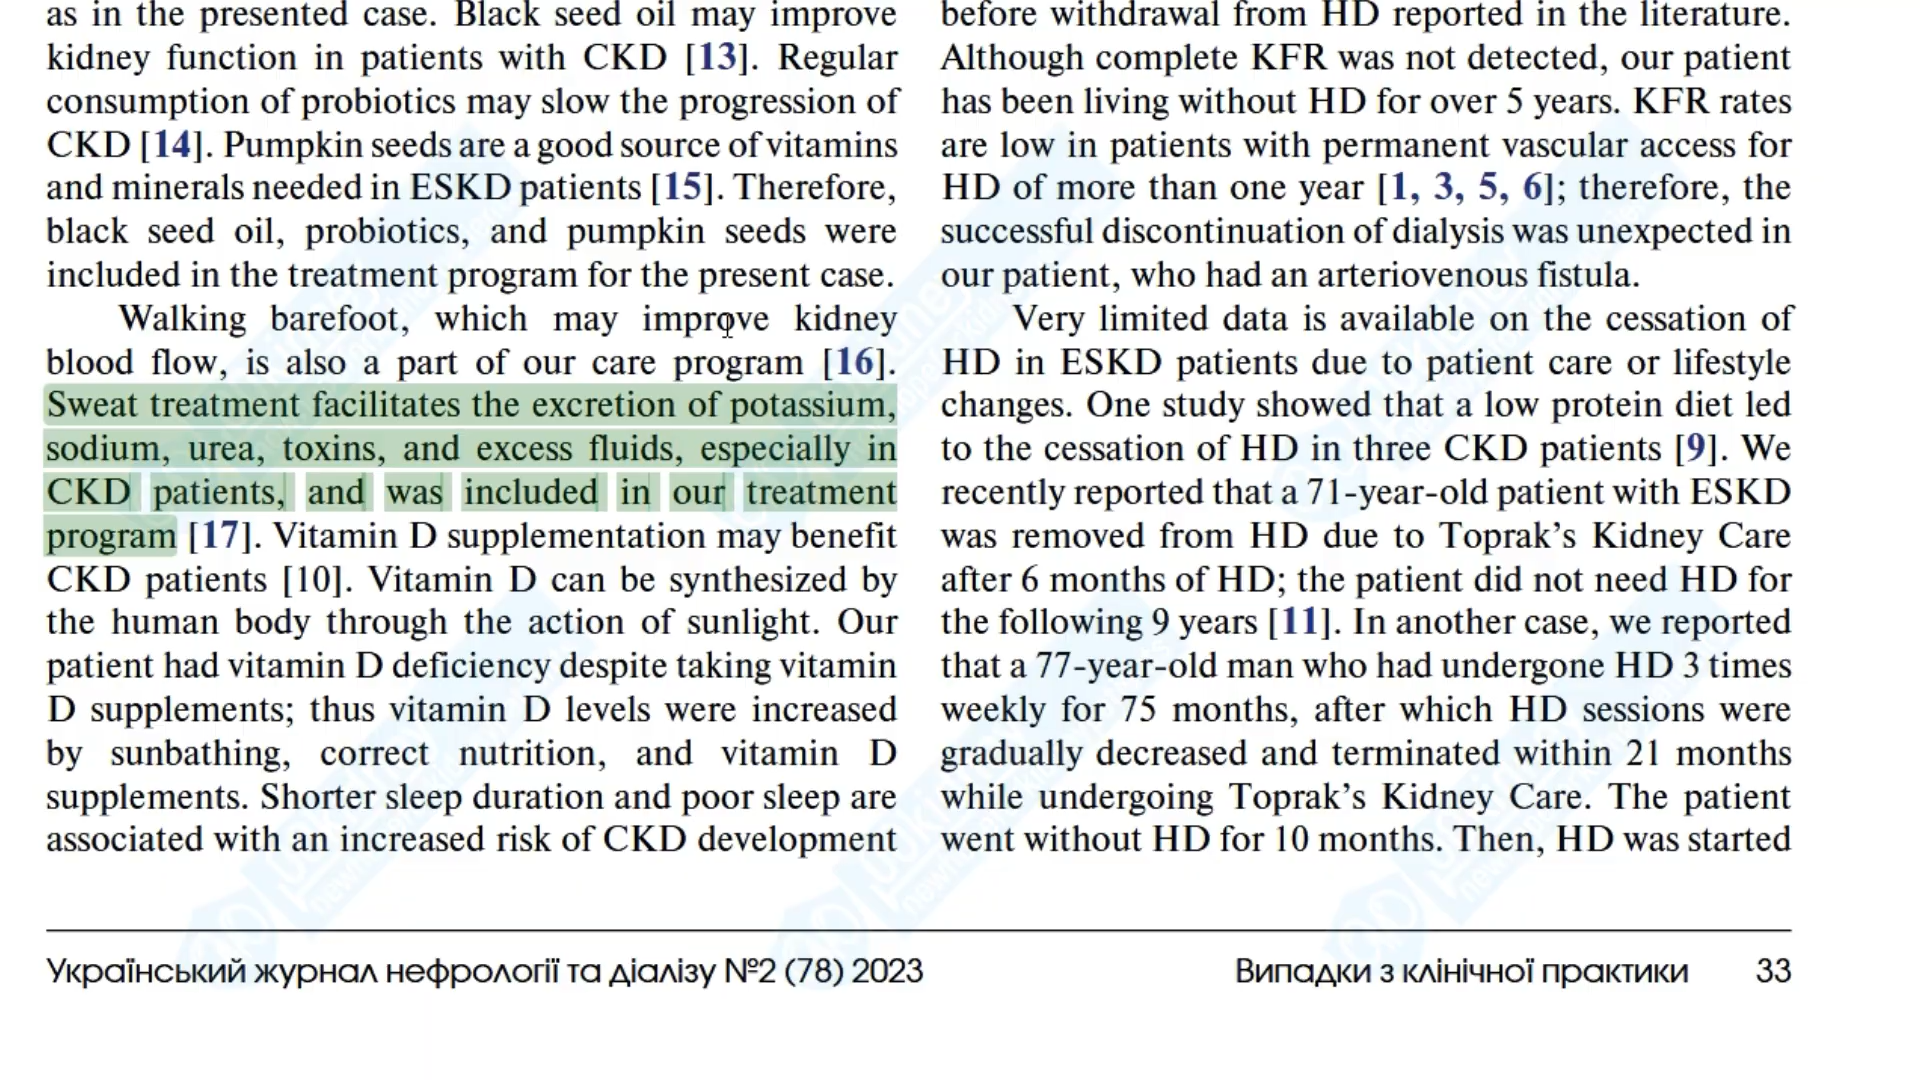 as in the presented case. Black seed oil may improve
kidney function in patients with CKD [13]. Regular
consumption of probiotics may slow the progression of
CKD [14]. Pumpkin seeds are a good source of vitamins
and minerals needed in ESKD patients [15]. Therefore,
black seed oil, probiotics, and pumpkin seeds were
included in the treatment program for the present case.
Walking barefoot, which may improve kidney
blood flow, is also a part of our care program [16].
Sweat treatment facilitates the excretion of potassium,
sodium, urea, toxins, and excess fluids, especially in
CKD patients, and was included in our treatment
program [17]. Vitamin D supplementation may benefit
CKD patients [10]. Vitamin D can be synthesized by
the human body through the action of sunlight. Our
patient had vitamin D deficiency despite taking vitamin
D supplements; thus vitamin D levels were increased
by sunbathing, correct nutrition, and vitamin D
supplements. Shorter sleep duration and poor sleep are
associated with an increased risk of CKD development
before withdrawal from HD reported in the literature.
Although complete KFR was not detected, our patient
has been living without HD for over 5 years. KFR rates
are low in patients with permanent vascular access for
HD of more than one year [1, 3, 5, 6]; therefore, the
successful discontinuation of dialysis was unexpected in
our patient, who had an arteriovenous fistula.
Very limited data is available on the cessation of
HD in ESKD patients due to patient care or lifestyle
changes. One study showed that a low protein diet led
to the cessation of HD in three CKD patients [9]. We
recently reported that a 71-year-old patient with ESKD
was removed from HD due to Toprak’s Kidney Care
after 6 months of HD; the patient did not need HD for
the following 9 years [11]. In another case, we reported
that a 77-year-old man who had undergone HD 3 times
weekly for 75 months, after which HD sessions were
gradually decreased and terminated within 21 months
while undergoing Toprak’s Kidney Care. The patient
went without HD for 10 months. Then, HD was started
Український журнал нефрології та діалізу №2 (78) 2023
Випадки з клінічної практики 33